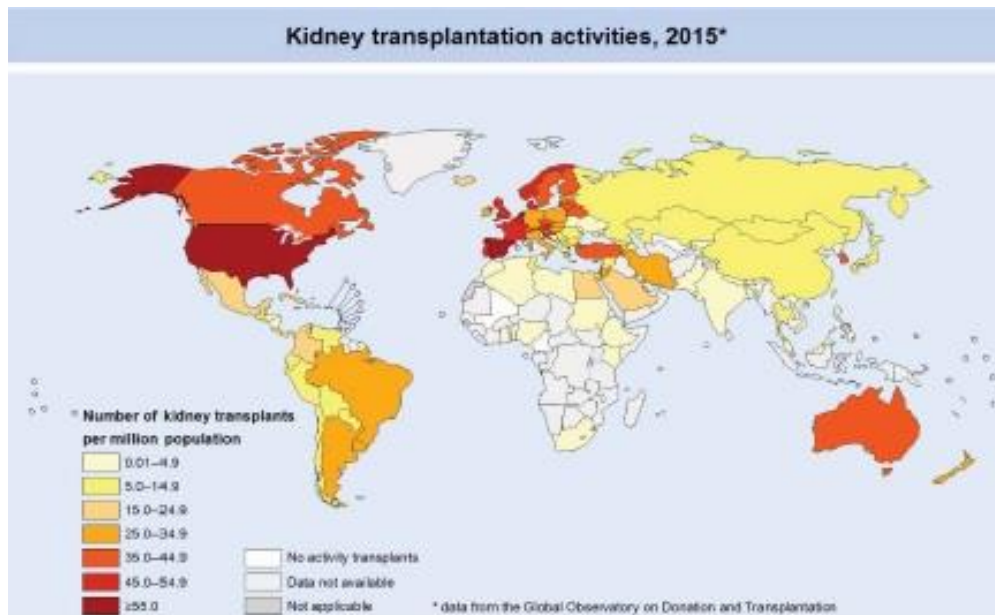 Kidney transplantation activities, 2015*
Number of kidney transplants
per million population
0.01–4.9
5.0–14.9
15.0–24.9
25.0–34.9
35.0–44.9
45.0–54.9
≥55.0
No activity transplants
Data not available
Not applicable
* data from the Global Observatory on Donation and Transplantation